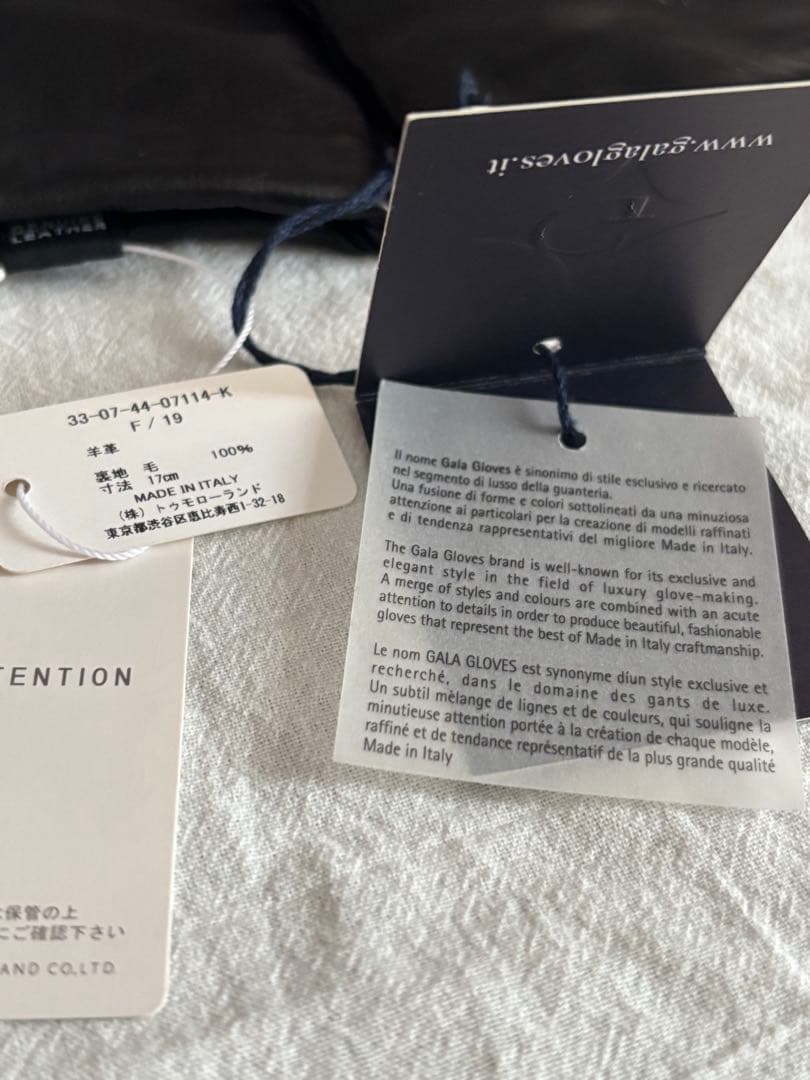 www.galagloves.it
LEATHER
33-07-44-07114-K
F / 19
羊革 100%
裏地 毛
寸法 17cm
MADE IN ITALY
(株) トゥモローランド
東京都渋谷区恵比寿西1-32-18
Il nome Gala Gloves è sinonimo di stile esclusivo e ricercato
nel segmento di lusso della guanteria.
Una fusione di forme e colori sottolineati da una minuziosa
attenzione ai particolari per la creazione di modelli raffinati
e di tendenza rappresentativi del migliore Made in Italy.
The Gala Gloves brand is well-known for its exclusive and
elegant style in the field of luxury glove-making.
A merge of styles and colours are combined with an acute
attention to details in order to produce beautiful, fashionable
gloves that represent the best of Made in Italy craftmanship.
Le nom GALA GLOVES est synonyme díun style exclusive et
recherché, dans le domaine des gants de luxe.
Un subtil mèlange de lignes et de couleurs, qui souligne la
minutieuse attention portée à la création de chaque modèle,
raffiné et de tendance représentatif de la plus grande qualité
Made in Italy
TENTION
保管の上
にご確認下さい
AND CO.,LTD.